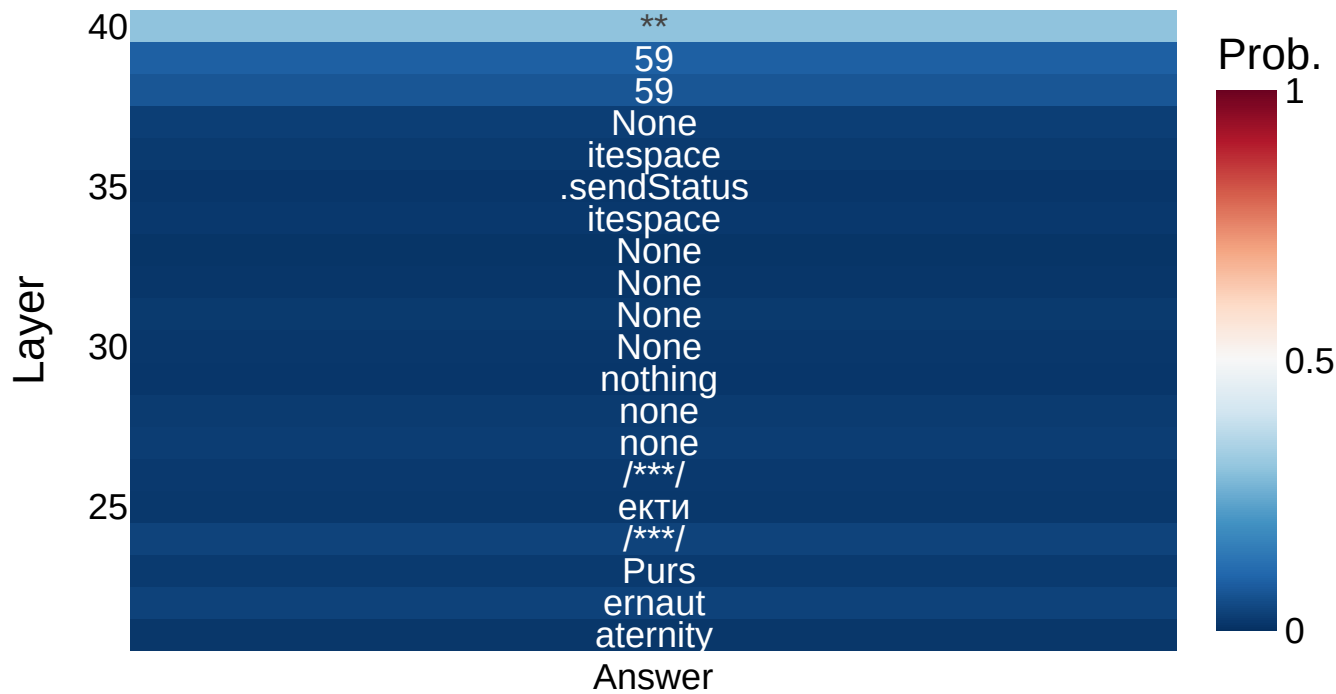 40
**
59
59
None
itespace
35
.sendStatus
itespace
None
None
None
30
None
nothing
none
none
/***/
25
екти
/***/
Purs
ernaut
aternity
Layer
Answer
Prob.
1
0.5
0